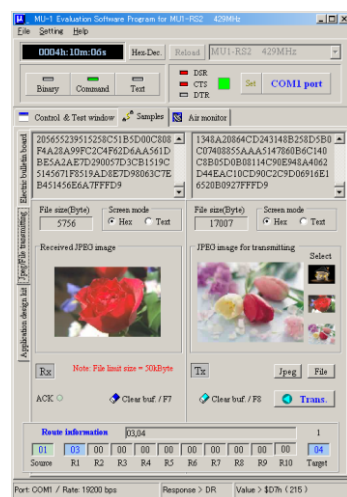 MU-1 Evaluation Software Program for MU1-RS2 429MHz
File Setting Help
0004h:10m:06s Hex-Dec. Reload MU1-RS2 429MHz
Binary Command Text
DSR
CTS
DTR
Set COM1 port
Control & Test window Samples Air monitor
Electric bulletin board
Jpeg/File transmitting
Application design kit
205655239515258C51B5D00C808
F4A28A99FC2C4F62D6AA561D
BE5A2AE7D290057D3CB1519C
5145671F8519AD8E7D98063C7E
B451456E6A7FFFD9
1348A20864CD243148B258D5B0
C07408855AAA5147860B6C140
C8B05D0B08114C90E948A4062
D44EAC10CD90C2C9D06916E1
6520B0927FFFD9
File size(Byte) Screen mode
5756 Hex Text
File size(Byte) Screen mode
17007 Hex Text
Received JPEG image
JPEG image for transmitting
Select
Rx Note: File limit size = 50kByte
Tx Jpeg File
ACK Clear buf. / F7
Clear buf. / F8 Trans.
Route information 03,04 1
01 03 00 00 00 00 00 00 00 00 00 04
Source R1 R2 R3 R4 R5 R6 R7 R8 R9 R10 Target
Port: COM1 / Rate: 19200 bps Response > DR Value > $D7h ( 215 )